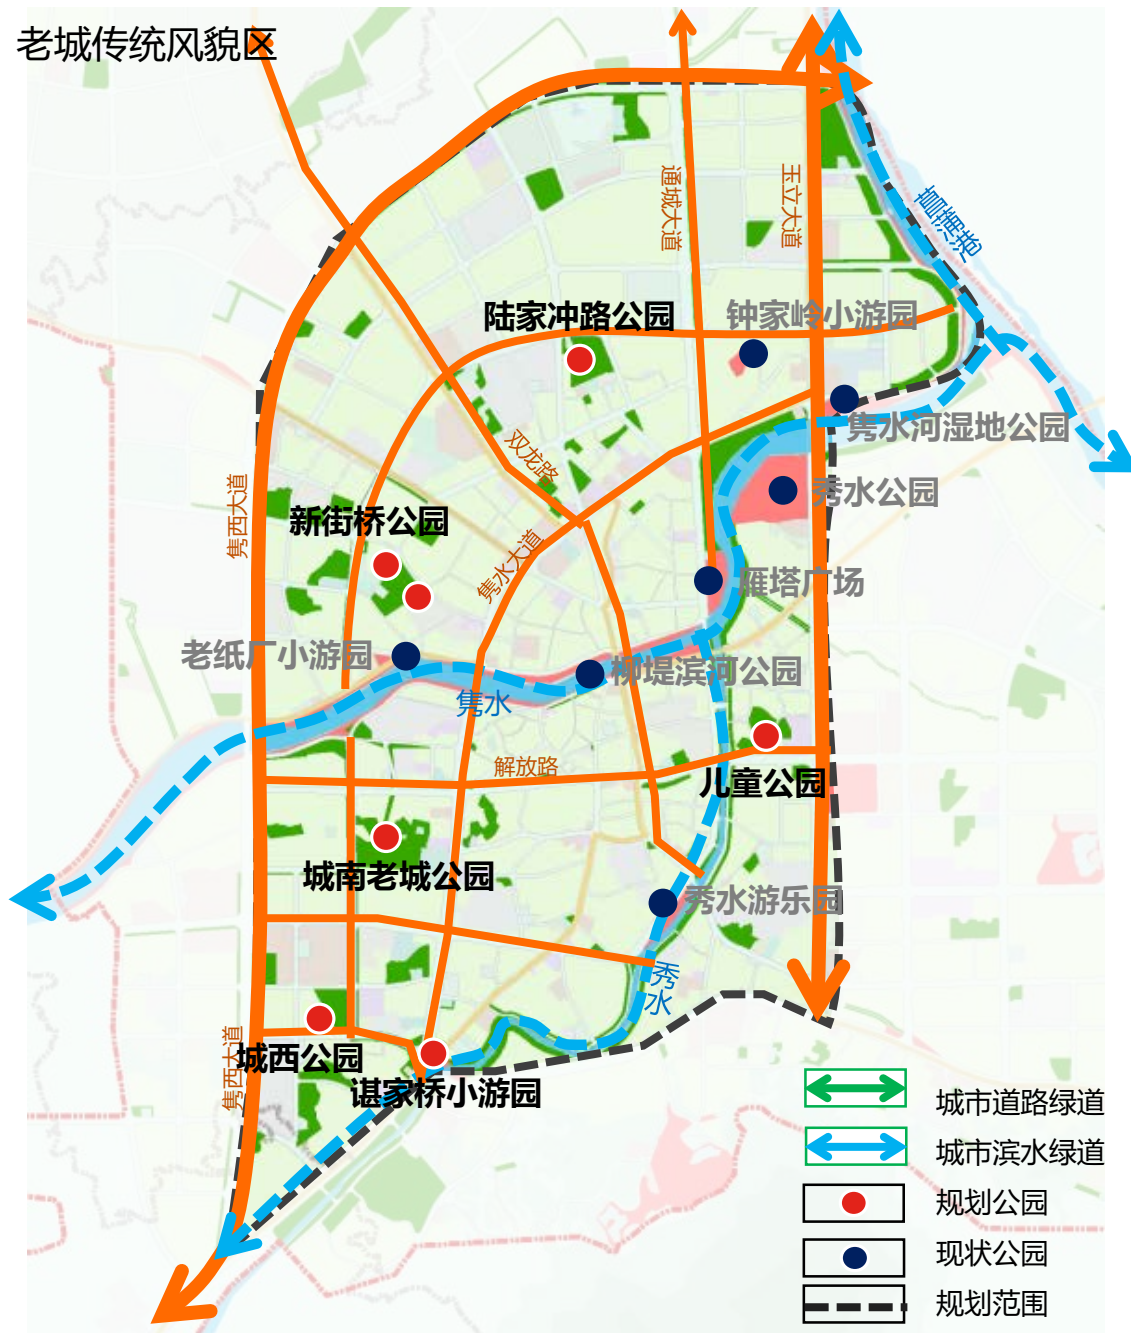 老城传统风貌区
通城大道
玉立大道
菖蒲港
陆家冲路公园
钟家岭小游园
隽水河湿地公园
双龙路
秀水公园
隽西大道
新街桥公园
隽水大道
雁塔广场
老纸厂小游园
柳堤滨河公园
隽水
解放路
儿童公园
城南老城公园
秀水游乐园
秀水
隽西大道
城西公园
谌家桥小游园
城市道路绿道
城市滨水绿道
规划公园
现状公园
规划范围